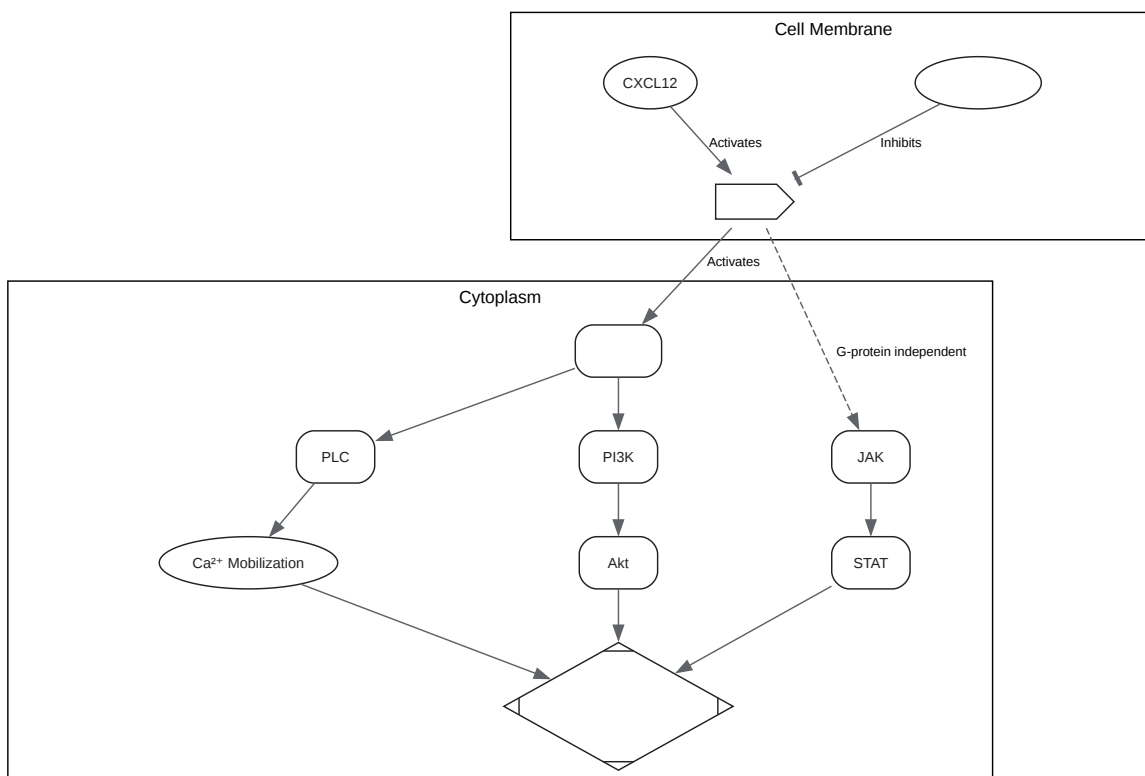 Cell Membrane
CXCL12
Activates
Inhibits
Activates
Cytoplasm
G-protein independent
PLC
PI3K
JAK
Ca²⁺ Mobilization
Akt
STAT